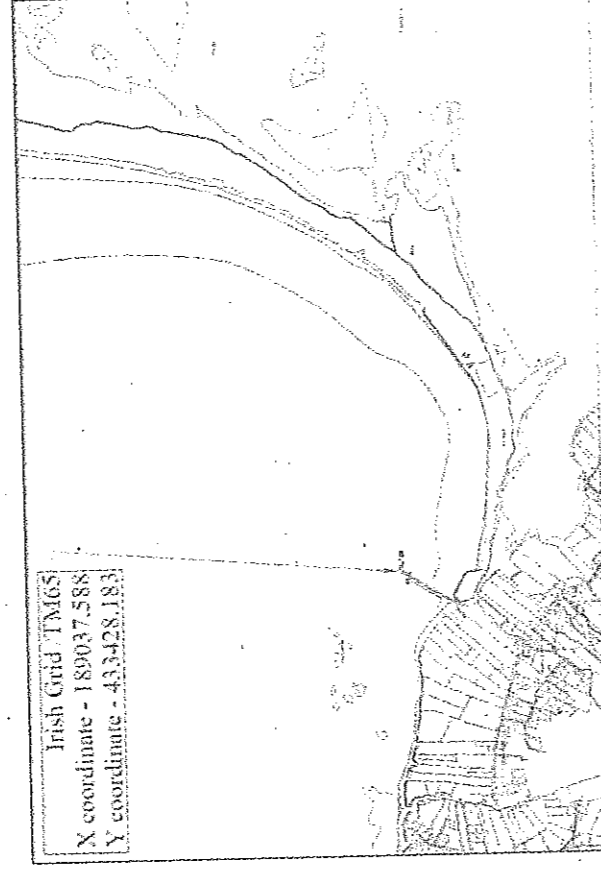 Irish Grid TM65
X coordinate - 189037.588
Y coordinate - 433428.183